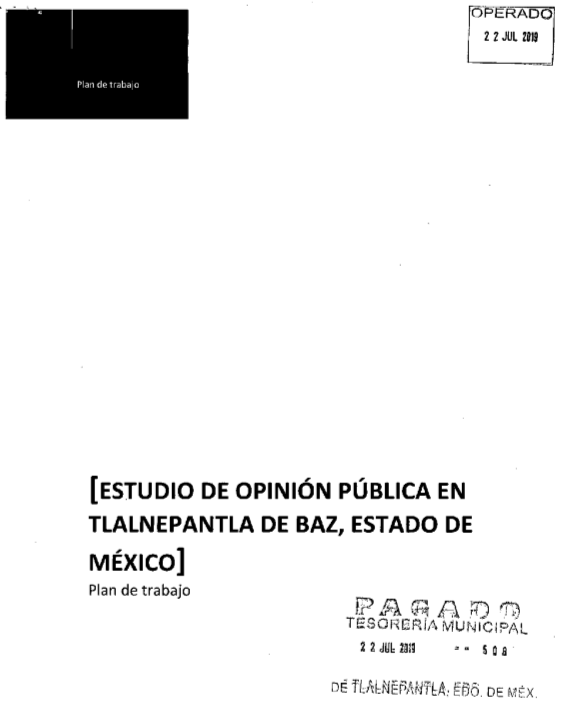 OPERADO
22 JUL 2019
Plan de trabajo
[ESTUDIO DE OPINIÓN PÚBLICA EN
TLALNEPANTLA DE BAZ, ESTADO DE
MÉXICO]
Plan de trabajo
PAGADO
TESORERÍA MUNICIPAL
22 JUL 2019 -- 508
DE TLALNEPANTLA, EDO. DE MÉX.